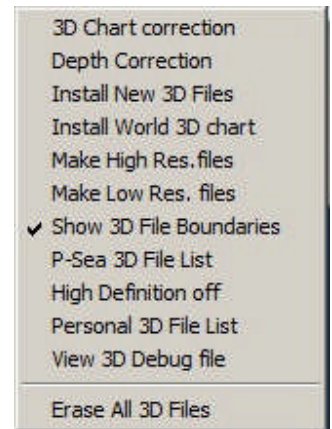 3D Chart correction
Depth Correction
Install New 3D Files
Install World 3D chart
Make High Res.files
Make Low Res. files
Show 3D File Boundaries
P-Sea 3D File List
High Definition off
Personal 3D File List
View 3D Debug file
Erase All 3D Files